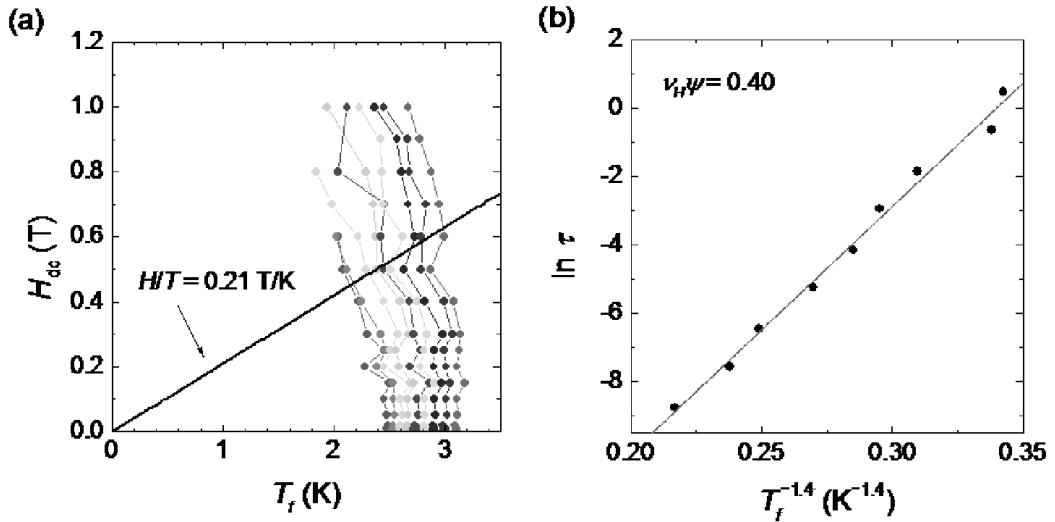 (a)
1.2
1.0
0.8
0.6
0.4
0.2
0.0
H_dc (T)
H/T = 0.21 T/K
0 1 2 3
T_f (K)
(b)
2
0
-2
-4
-6
-8
ln τ
ν_Hψ = 0.40
0.20 0.25 0.30 0.35
T_f^−1.4 (K^−1.4)